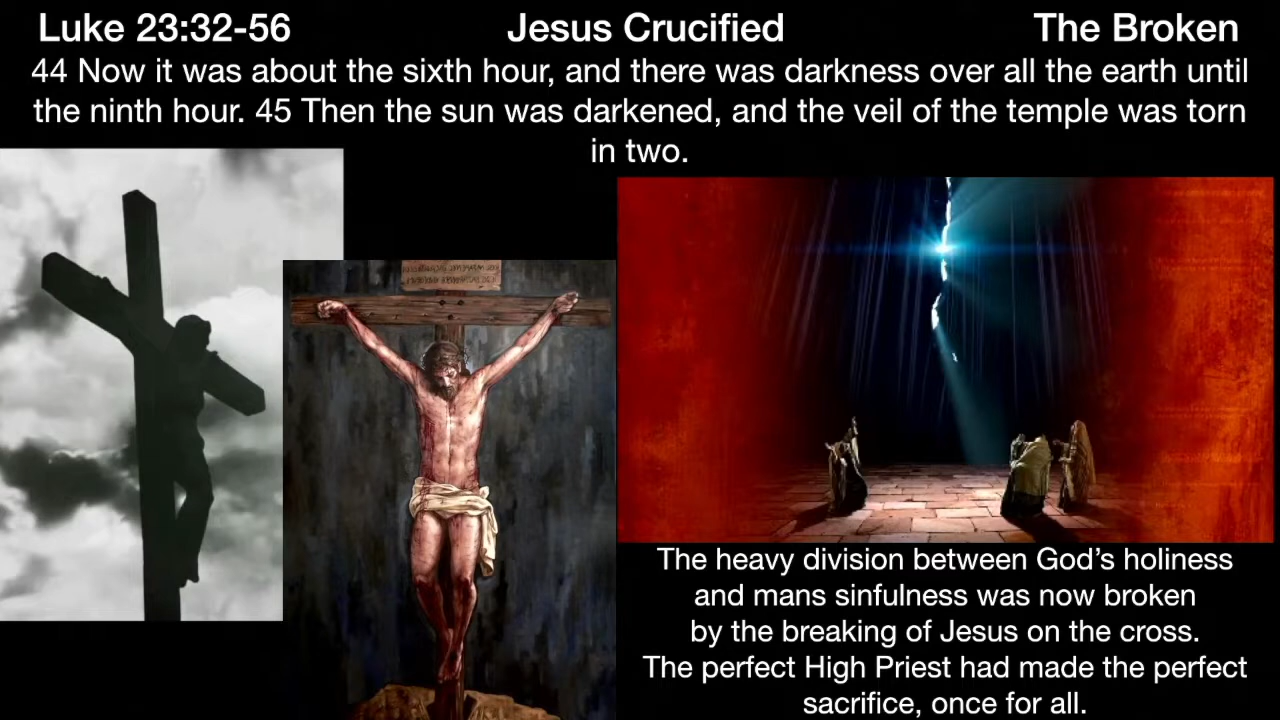 Luke 23:32-56 Jesus Crucified The Broken
44 Now it was about the sixth hour, and there was darkness over all the earth until
the ninth hour. 45 Then the sun was darkened, and the veil of the temple was torn
in two.
The heavy division between God’s holiness
and mans sinfulness was now broken
by the breaking of Jesus on the cross.
The perfect High Priest had made the perfect
sacrifice, once for all.